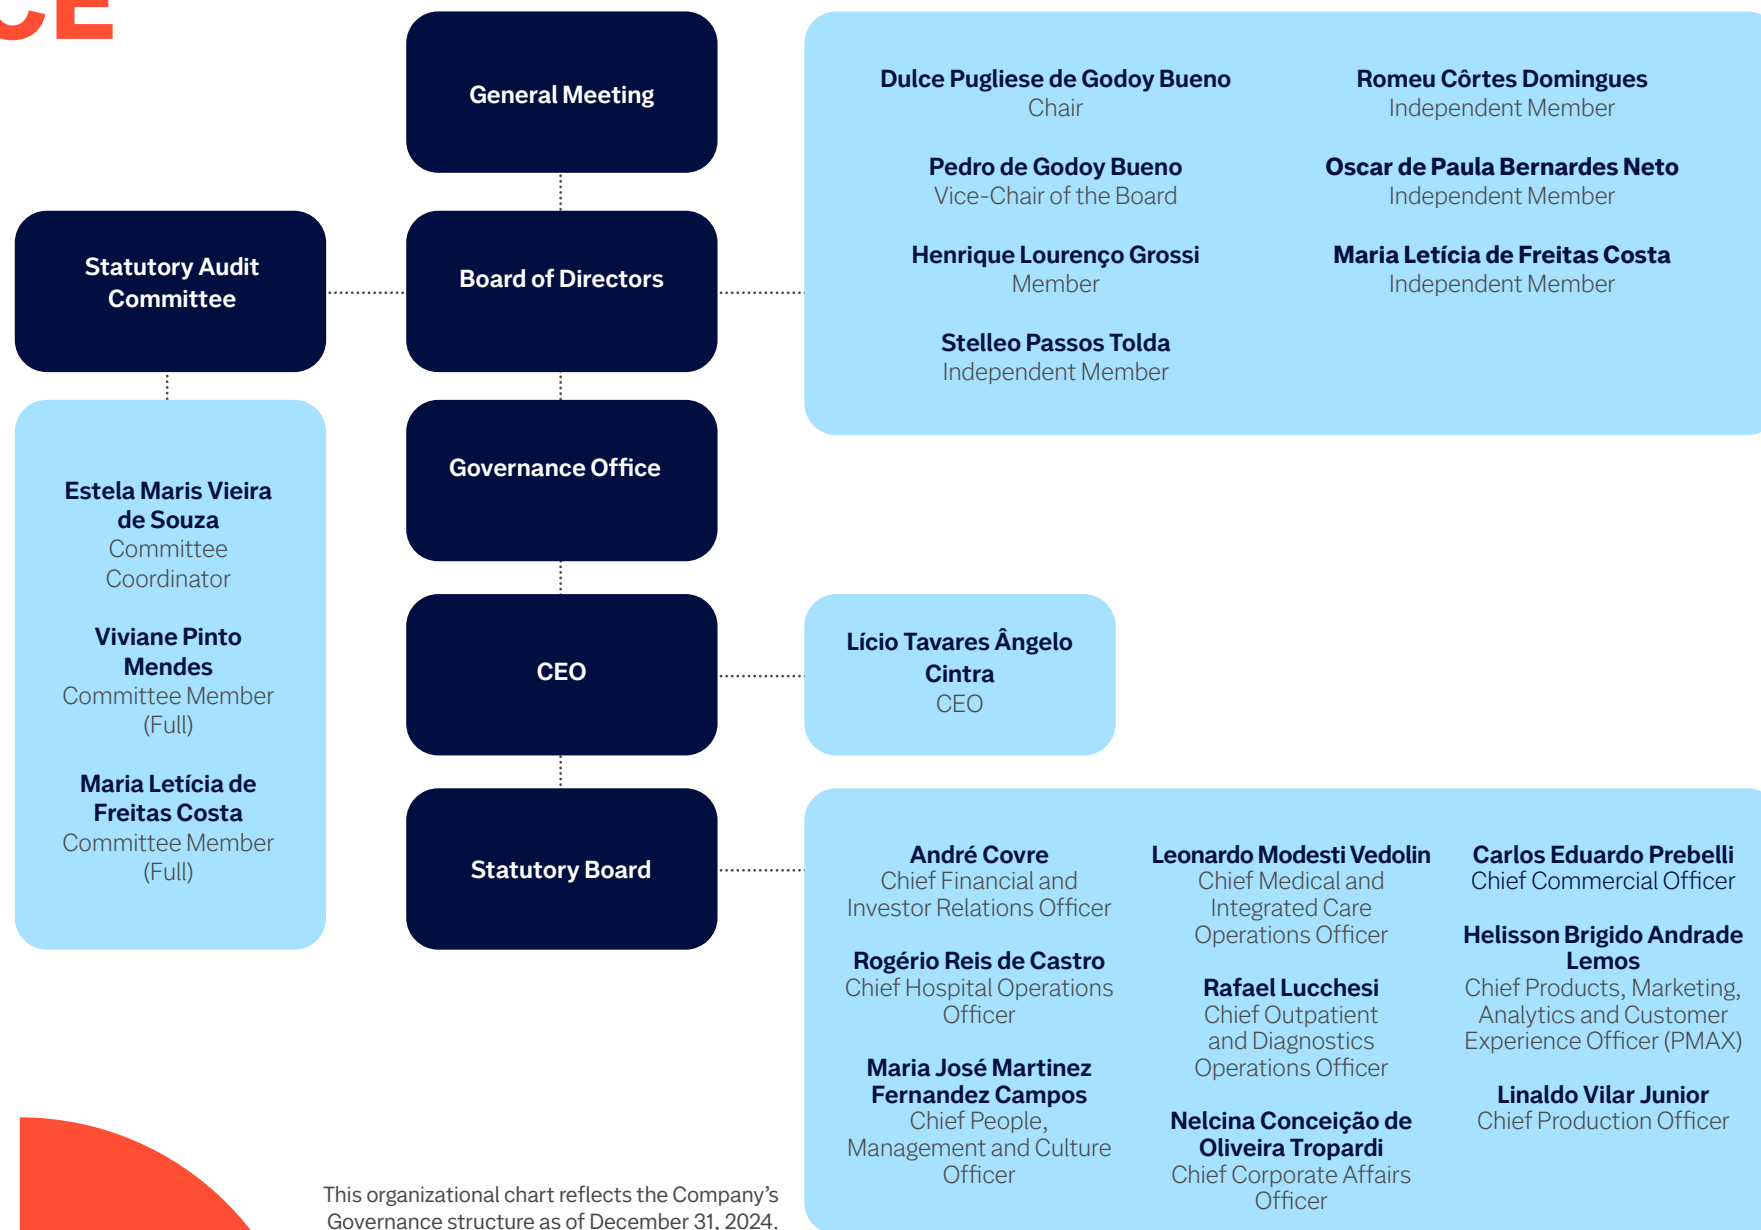 CE
General Meeting
Dulce Pugliese de Godoy Bueno
Chair
Pedro de Godoy Bueno
Vice-Chair of the Board
Henrique Lourenço Grossi
Member
Stelleo Passos Tolda
Independent Member
Romeu Côrtes Domingues
Independent Member
Oscar de Paula Bernardes Neto
Independent Member
Maria Letícia de Freitas Costa
Independent Member
Statutory Audit
Committee
Board of Directors
Estela Maris Vieira
de Souza
Committee
Coordinator
Viviane Pinto
Mendes
Committee Member
(Full)
Maria Letícia de
Freitas Costa
Committee Member
(Full)
Governance Office
CEO
Lício Tavares Ângelo
Cintra
CEO
Statutory Board
André Covre
Chief Financial and
Investor Relations Officer
Rogério Reis de Castro
Chief Hospital Operations
Officer
Maria José Martinez
Fernandez Campos
Chief People,
Management and Culture
Officer
Leonardo Modesti Vedolin
Chief Medical and
Integrated Care
Operations Officer
Rafael Lucchesi
Chief Outpatient
and Diagnostics
Operations Officer
Nelcina Conceição de
Oliveira Tropardi
Chief Corporate Affairs
Officer
Carlos Eduardo Prebelli
Chief Commercial Officer
Helisson Brigido Andrade
Lemos
Chief Products, Marketing,
Analytics and Customer
Experience Officer (PMAX)
Linaldo Vilar Junior
Chief Production Officer
This organizational chart reflects the Company's
Governance structure as of December 31, 2024.